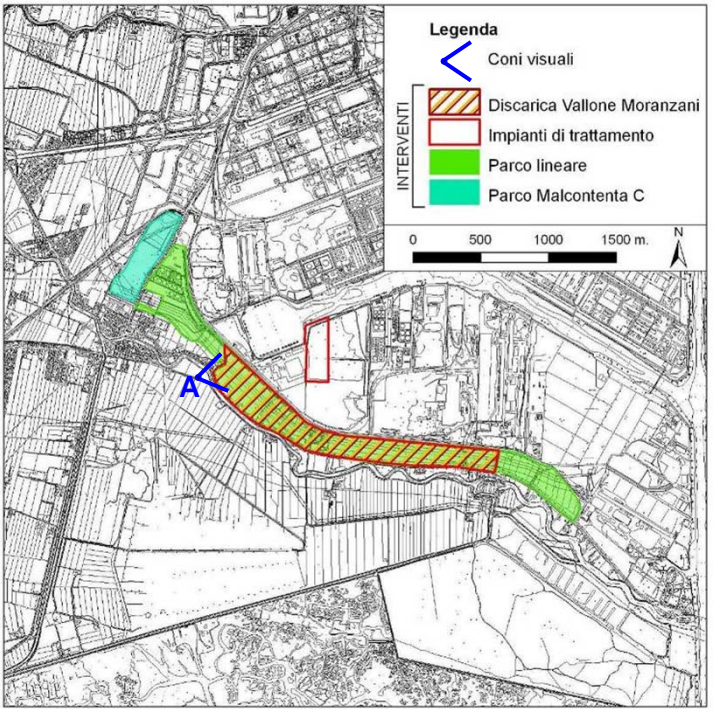 Legenda
Coni visuali
INTERVENTI
Discarica Vallone Moranzani
Impianti di trattamento
Parco lineare
Parco Malcontenta C
0 500 1000 1500 m.
N
A